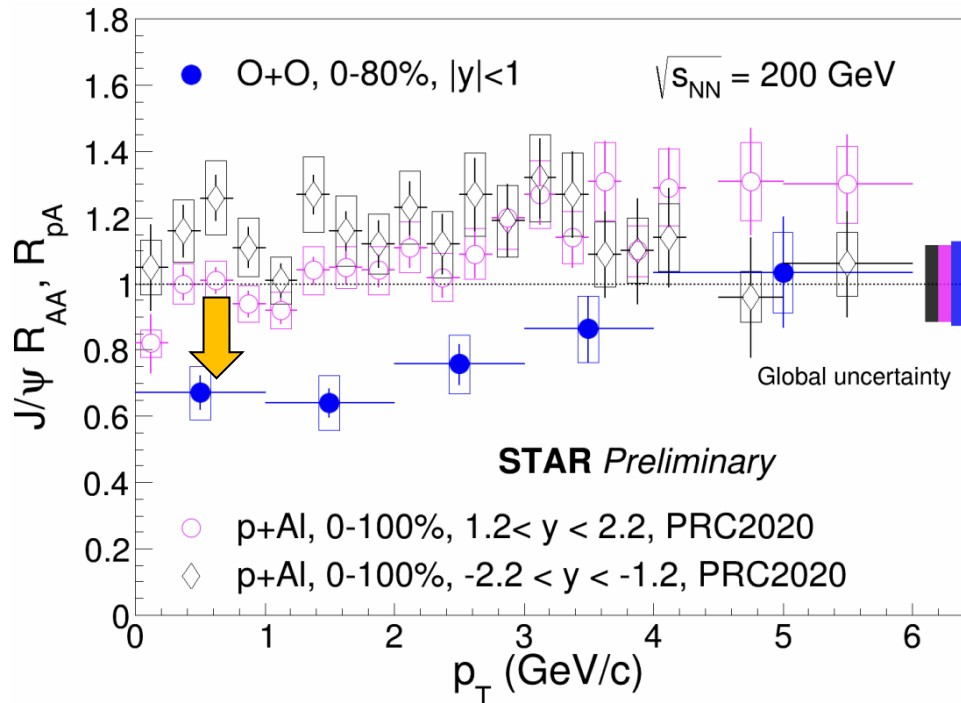 J/ψ R_AA, R_pA
1.8
1.6
1.4
1.2
1
0.8
0.6
0.4
0.2
0
O+O, 0-80%, |y|<1
√s_NN = 200 GeV
Global uncertainty
STAR Preliminary
p+Al, 0-100%, 1.2< y < 2.2, PRC2020
p+Al, 0-100%, -2.2 < y < -1.2, PRC2020
0 1 2 3 4 5 6
p_T (GeV/c)